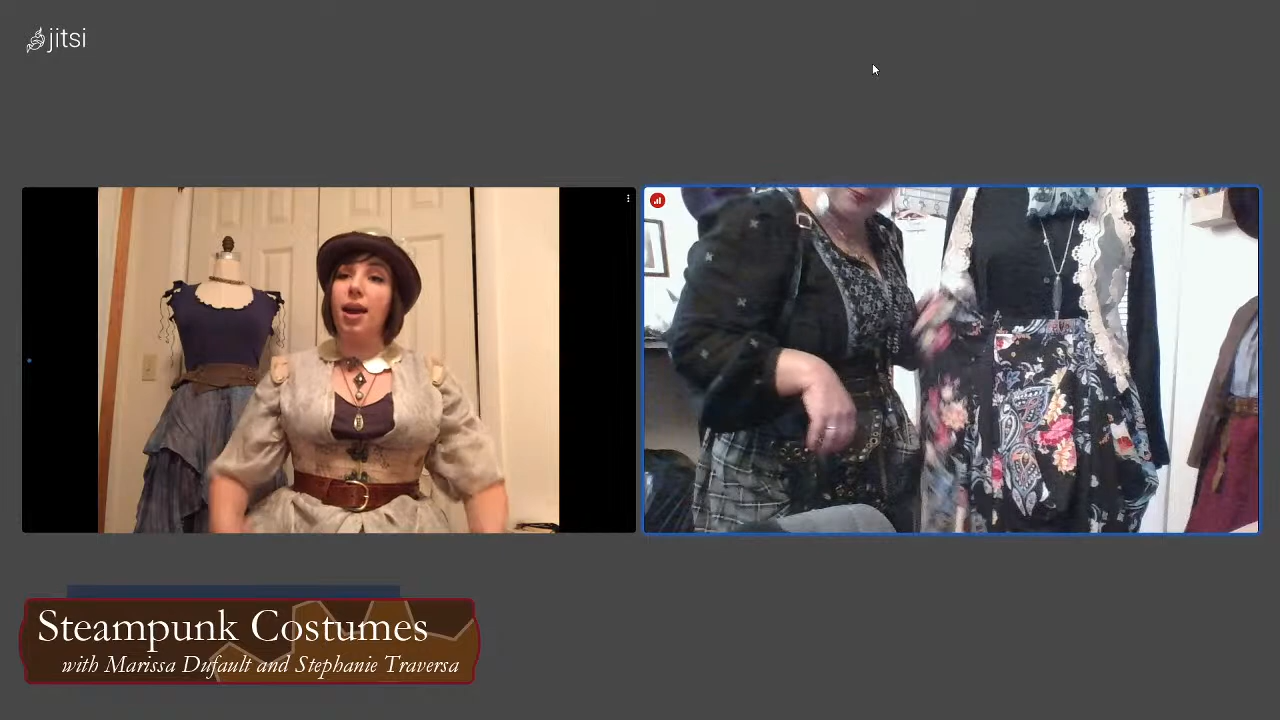 jitsi
Steampunk Costumes
with Marissa Dufault and Stephanie Traversa